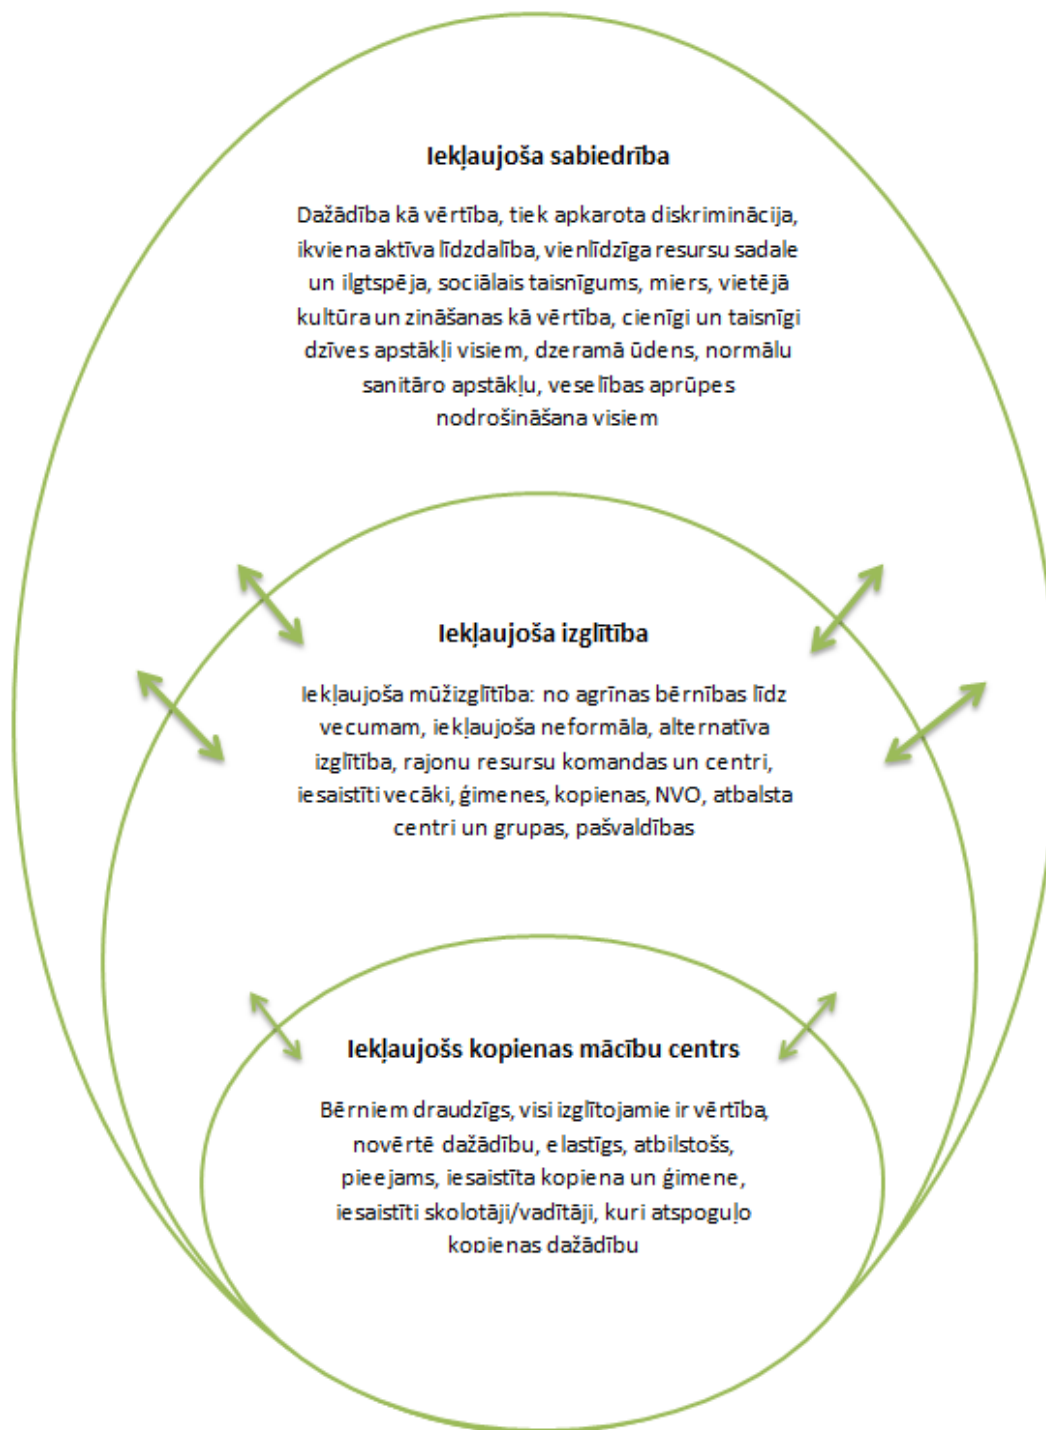 Iekļaujoša sabiedrība
Dažādība kā vērtība, tiek apkarota diskriminācija,
ikviena aktīva līdzdalība, vienlīdzīga resursu sadale
un ilgtspēja, sociālais taisnīgums, miers, vietējā
kultūra un zināšanas kā vērtība, cienīgi un taisnīgi
dzīves apstākļi visiem, dzeramā ūdens, normālu
sanitāro apstākļu, veselības aprūpes
nodrošināšana visiem
Iekļaujoša izglītība
Iekļaujoša mūžizglītība: no agrīnas bērnības līdz
vecumam, iekļaujoša neformāla, alternatīva
izglītība, rajonu resursu komandas un centri,
iesaistīti vecāki, ģimenes, kopienas, NVO, atbalsta
centri un grupas, pašvaldības
Iekļaujošs kopienas mācību centrs
Bērniem draudzīgs, visi izglītojamie ir vērtība,
novērtē dažādību, elastīgs, atbilstošs,
pieejams, iesaistīta kopiena un ģimene,
iesaistīti skolotāji/vadītāji, kuri atspoguļo
kopienas dažādību